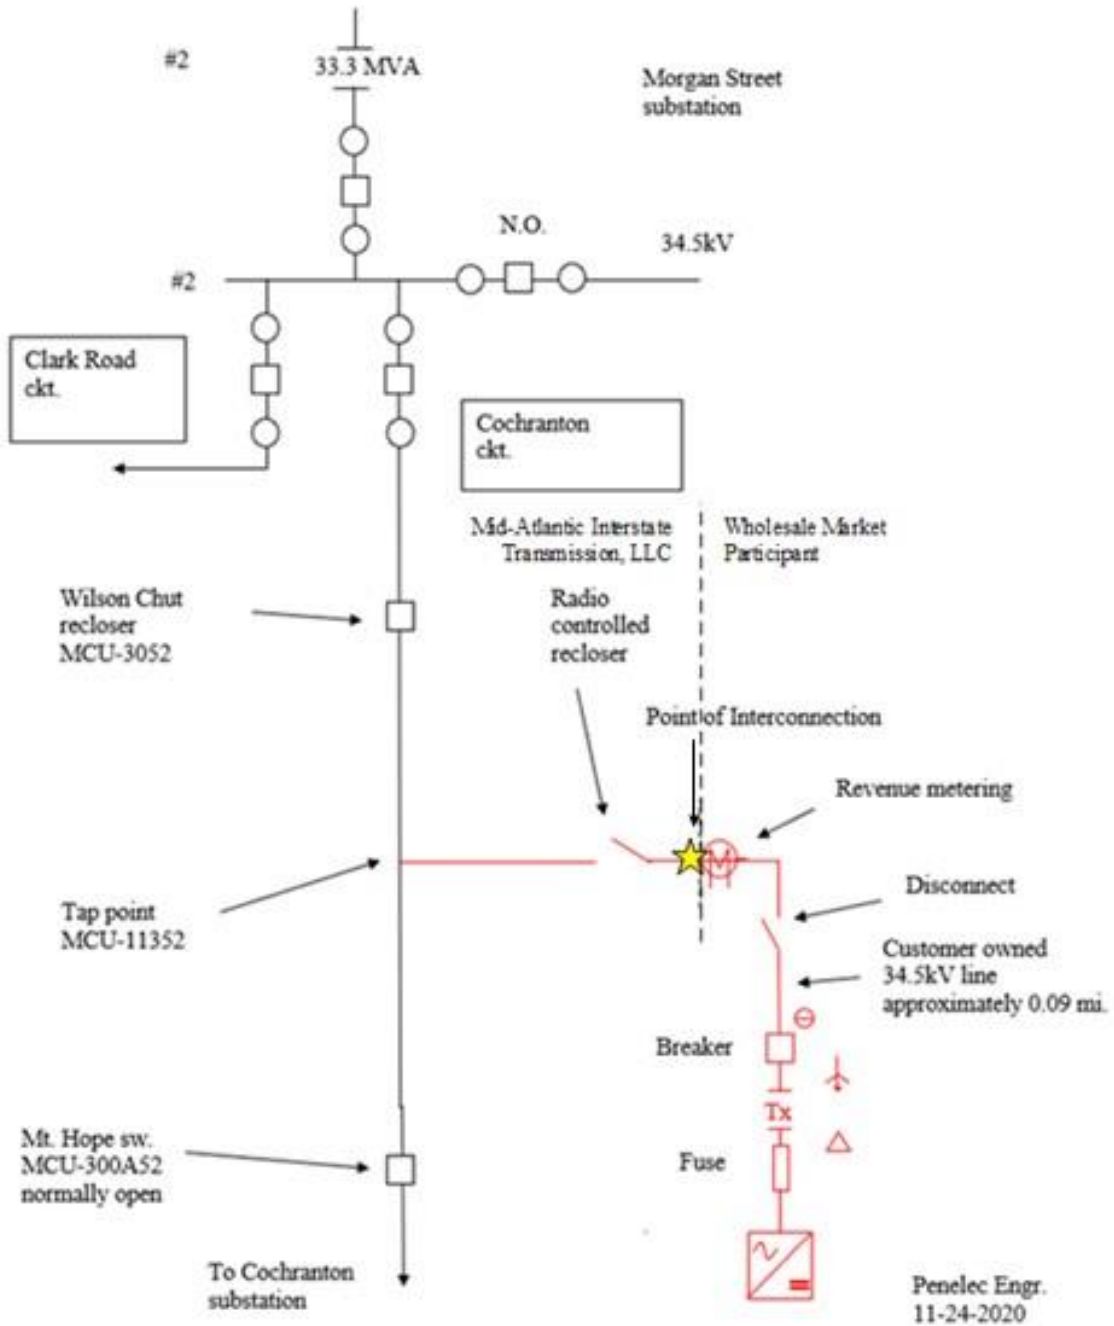 #2
33.3 MVA
Morgan Street
substation
N.O.
34.5kV
#2
Clark Road
ckt.
Cochranton
ckt.
Mid-Atlantic Interstate
Transmission, LLC
Wholesale Market
Participant
Wilson Chut
recloser
MCU-3052
Radio
controlled
recloser
Point of Interconnection
Revenue metering
M
Tap point
MCU-11352
Disconnect
Customer owned
34.5kV line
approximately 0.09 mi.
Breaker
Tx
Mt. Hope sw.
MCU-300A52
normally open
Fuse
To Cochranton
substation
Penelec Engr.
11-24-2020